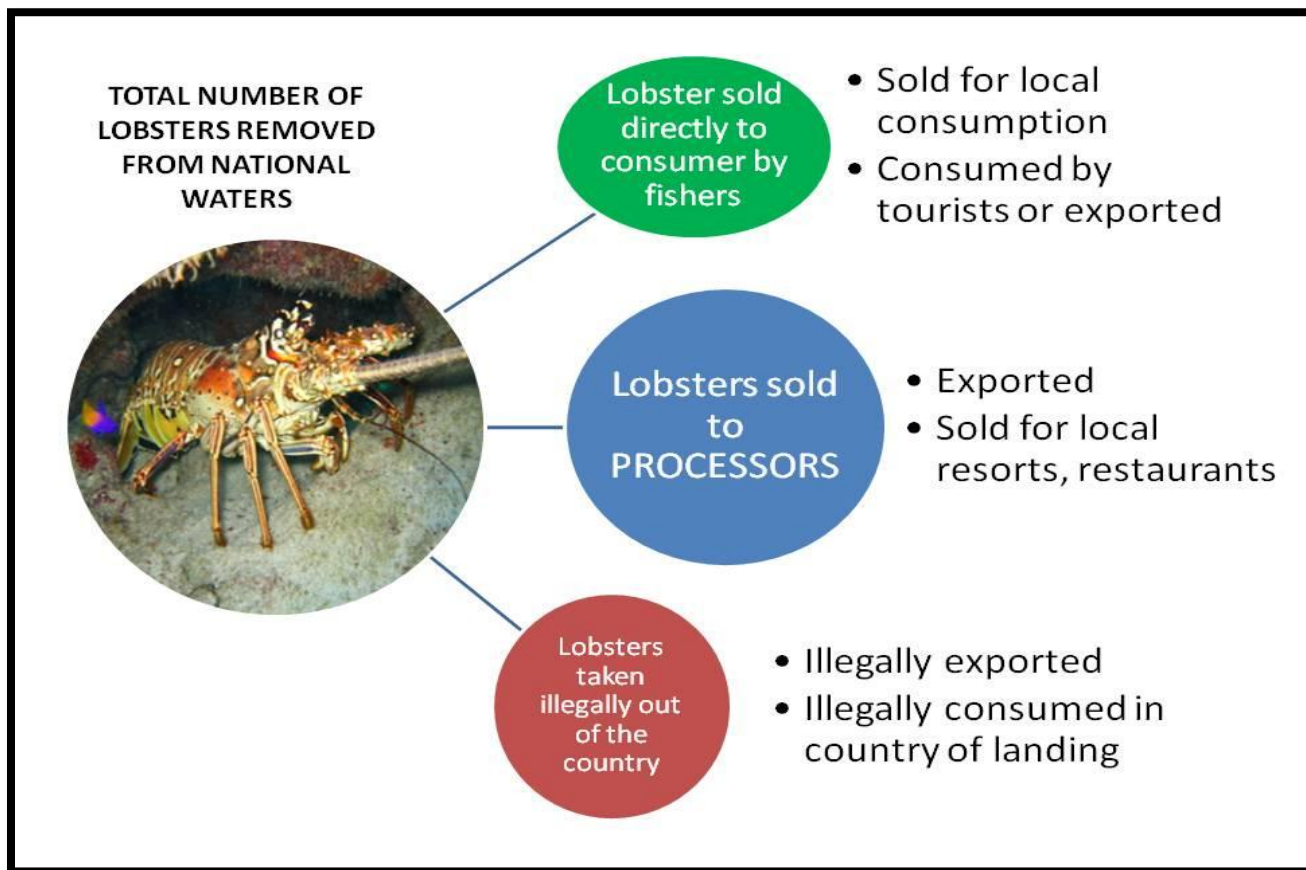 TOTAL NUMBER OF
LOBSTERS REMOVED
FROM NATIONAL
WATERS
Lobster sold
directly to
consumer by
fishers
• Sold for local
consumption
• Consumed by
tourists or exported
Lobsters sold
to
PROCESSORS
• Exported
• Sold for local
resorts, restaurants
Lobsters
taken
illegally out
of the
country
• Illegally exported
• Illegally consumed in
country of landing